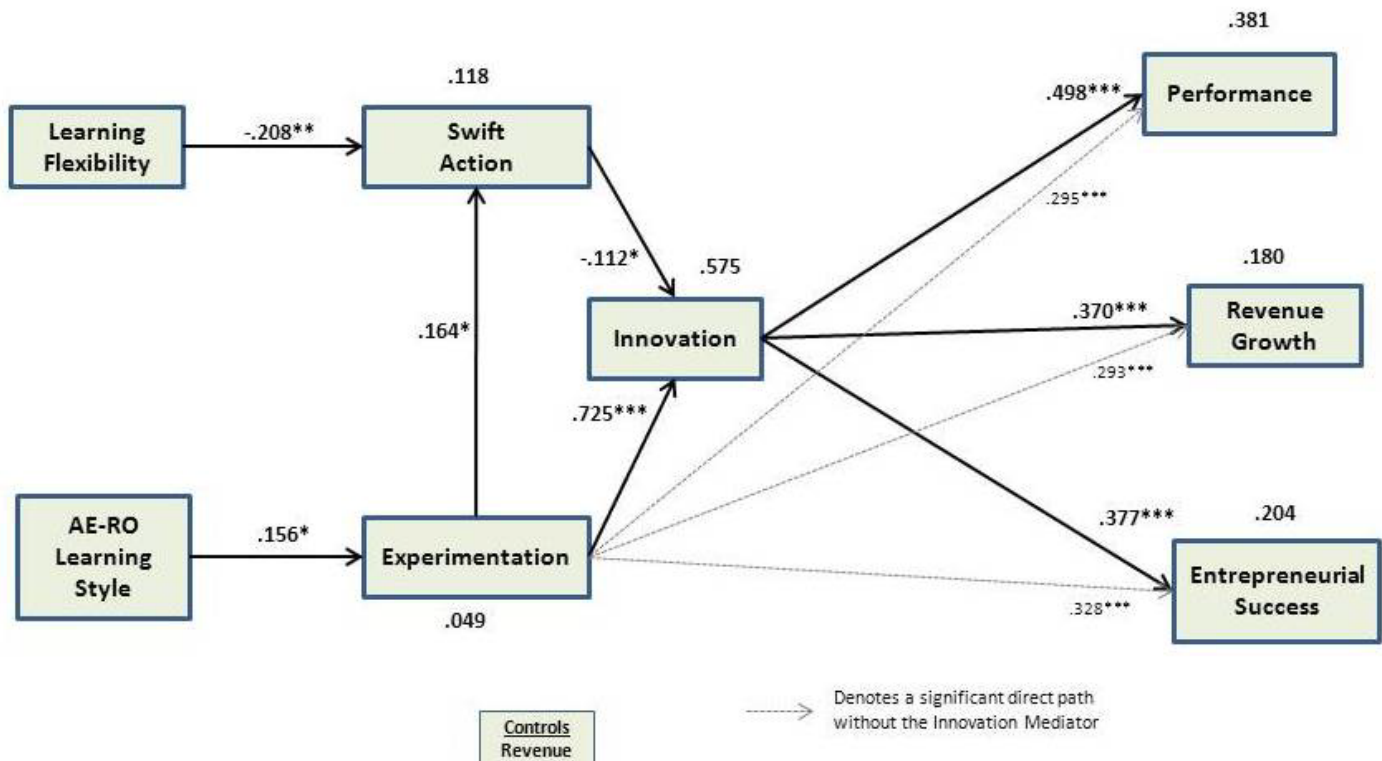 .381
.118
.498***
Performance
Learning
Flexibility
-.208**
Swift
Action
.295***
-.112*
.575
.180
.164*
Innovation
.370***
Revenue
Growth
.293***
.725***
AE-RO
Learning
Style
.156*
Experimentation
.377***
.204
Entrepreneurial
Success
.328***
.049
Denotes a significant direct path
without the Innovation Mediator
Controls
Revenue